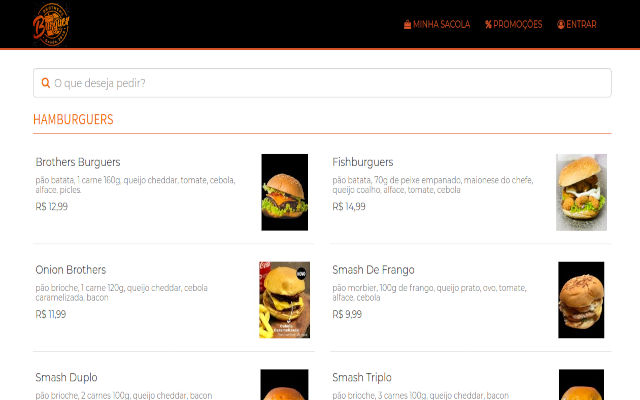 BROTHERS
Burguer
MINHA SACOLA
PROMOÇÕES
ENTRAR
O que deseja pedir?
HAMBURGUERS
Brothers Burguers
pão batata, 1 carne 160g, queijo cheddar, tomate, cebola,
alface, picles.
R$ 12,99
Fishburguers
pão batata, 70g de peixe empanado, maionese do chefe,
queijo coalho, alface, tomate, cebola
R$ 14,99
Onion Brothers
pão brioche, 1 carne 120g, queijo cheddar, cebola
caramelizada, bacon
R$ 11,99
NOVO
Cebola
Caramelizada
Smash De Frango
pão morbier, 100g de frango, queijo prato, ovo, tomate,
alface, cebola
R$ 9,99
Smash Duplo
pão brioche, 2 carnes 100g, queijo cheddar, bacon
Smash Triplo
pão brioche, 3 carnes 100g, queijo cheddar, bacon